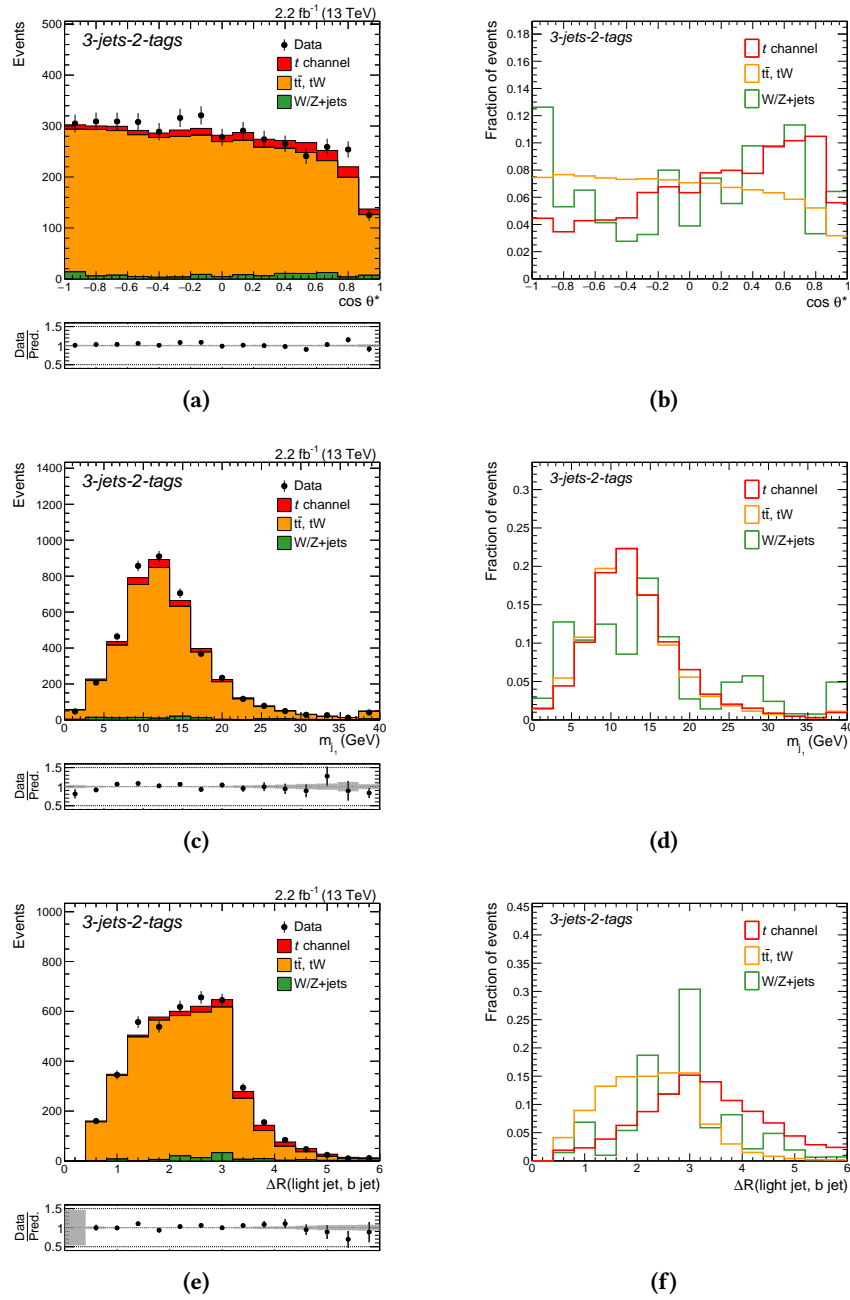 2.2 fb⁻¹ (13 TeV)
3-jets-2-tags
Events
500
400
300
200
100
0
Data
t channel
tt̄, tW
W/Z+jets
−1 −0.8 −0.6 −0.4 −0.2 0 0.2 0.4 0.6 0.8 1
cos θ*
Data
Pred.
1.5
1
0.5
(a)
3-jets-2-tags
Fraction of events
0.18
0.16
0.14
0.12
0.1
0.08
0.06
0.04
0.02
0
t channel
tt̄, tW
W/Z+jets
−1 −0.8 −0.6 −0.4 −0.2 0 0.2 0.4 0.6 0.8 1
cos θ*
(b)
2.2 fb⁻¹ (13 TeV)
3-jets-2-tags
Events
1400
1200
1000
800
600
400
200
0
Data
t channel
tt̄, tW
W/Z+jets
0 5 10 15 20 25 30 35 40
m_j₁ (GeV)
Data
Pred.
1.5
1
0.5
(c)
3-jets-2-tags
Fraction of events
0.3
0.25
0.2
0.15
0.1
0.05
0
t channel
tt̄, tW
W/Z+jets
0 5 10 15 20 25 30 35 40
m_j₁ (GeV)
(d)
2.2 fb⁻¹ (13 TeV)
3-jets-2-tags
Events
1000
800
600
400
200
0
Data
t channel
tt̄, tW
W/Z+jets
0 1 2 3 4 5 6
ΔR(light jet, b jet)
Data
Pred.
1.5
1
0.5
(e)
3-jets-2-tags
Fraction of events
0.45
0.4
0.35
0.3
0.25
0.2
0.15
0.1
0.05
0
t channel
tt̄, tW
W/Z+jets
0 1 2 3 4 5 6
ΔR(light jet, b jet)
(f)